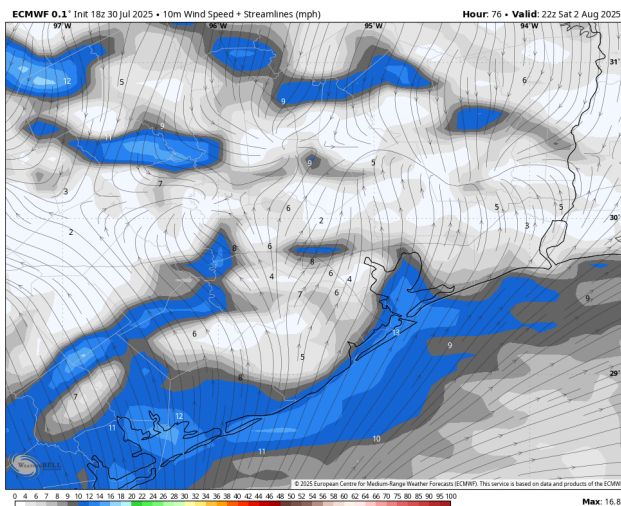 ECMWF 0.1° Init 18z 30 Jul 2025 • 10m Wind Speed + Streamlines (mph) Hour: 76 • Valid: 22z Sat 2 Aug 2025
97°W 96°W 95°W 94°W
31°
12 5 6
9
11 9
9 5
3 7
6 2 5 5
2 3 30°
8 6
8 6
4 4
7 6 9
6 13
5 9
8 29°
7
12
11
10
11
WeatherBELL
© 2025 European Centre for Medium-Range Weather Forecasts (ECMWF). This service is based on data and products of the ECMW
0 4 6 7 8 9 10 12 14 16 18 20 22 24 26 28 30 32 34 36 38 40 42 44 46 48 50 52 54 56 58 60 65 70 75 80 85 90 95 100 Max: 16.8